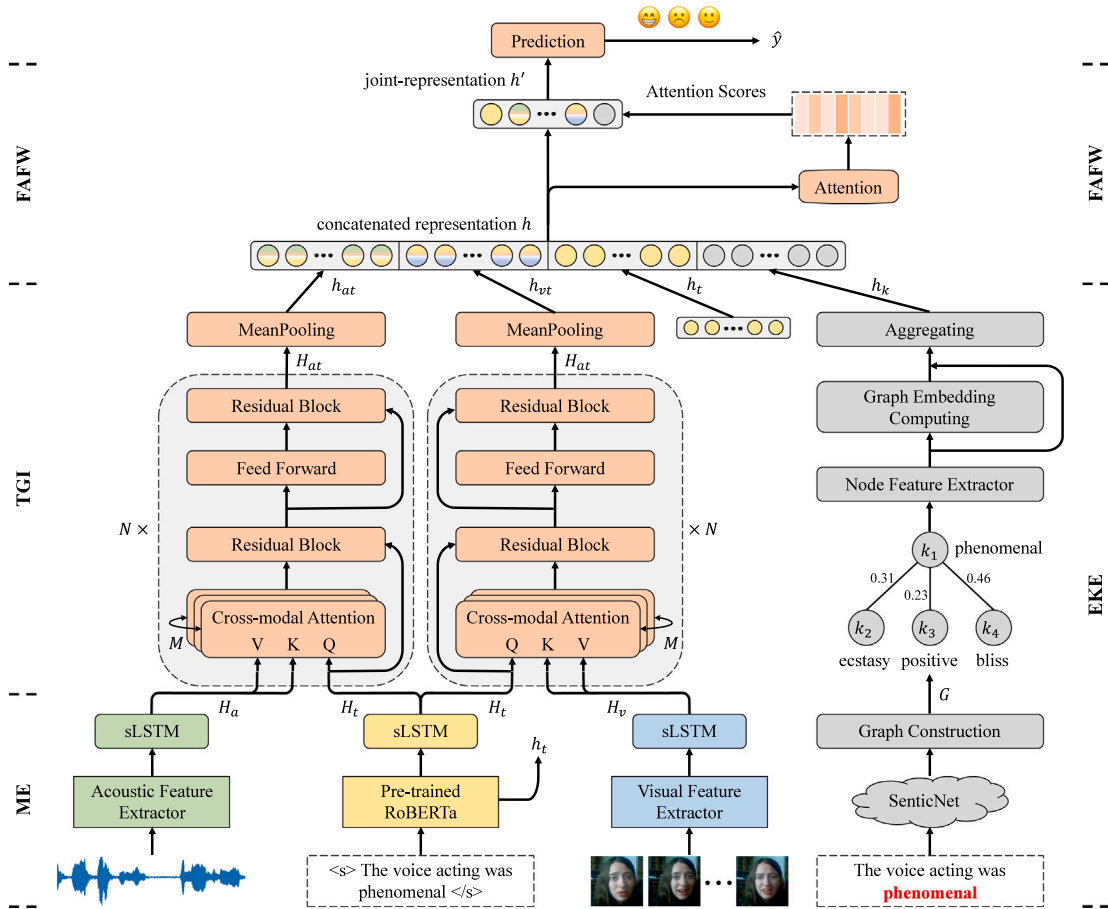 Prediction
ŷ
joint-representation h′
Attention Scores
FAFW
FAFW
Attention
concatenated representation h
h_at
h_vt
h_t
h_k
MeanPooling
MeanPooling
Aggregating
H_at
H_at
Residual Block
Residual Block
Graph Embedding
Computing
Feed Forward
Feed Forward
Node Feature Extractor
TGI
N ×
× N
Residual Block
Residual Block
k₁
phenomenal
0.31
0.23
0.46
EKE
Cross-modal Attention
Cross-modal Attention
M
V K Q
Q K V
M
k₂
k₃
k₄
ecstasy
positive
bliss
H_a
H_t
H_t
H_v
G
sLSTM
sLSTM
sLSTM
Graph Construction
h_t
ME
Acoustic Feature
Extractor
Pre-trained
RoBERTa
Visual Feature
Extractor
SenticNet
<s> The voice acting was
phenomenal </s>
The voice acting was
phenomenal